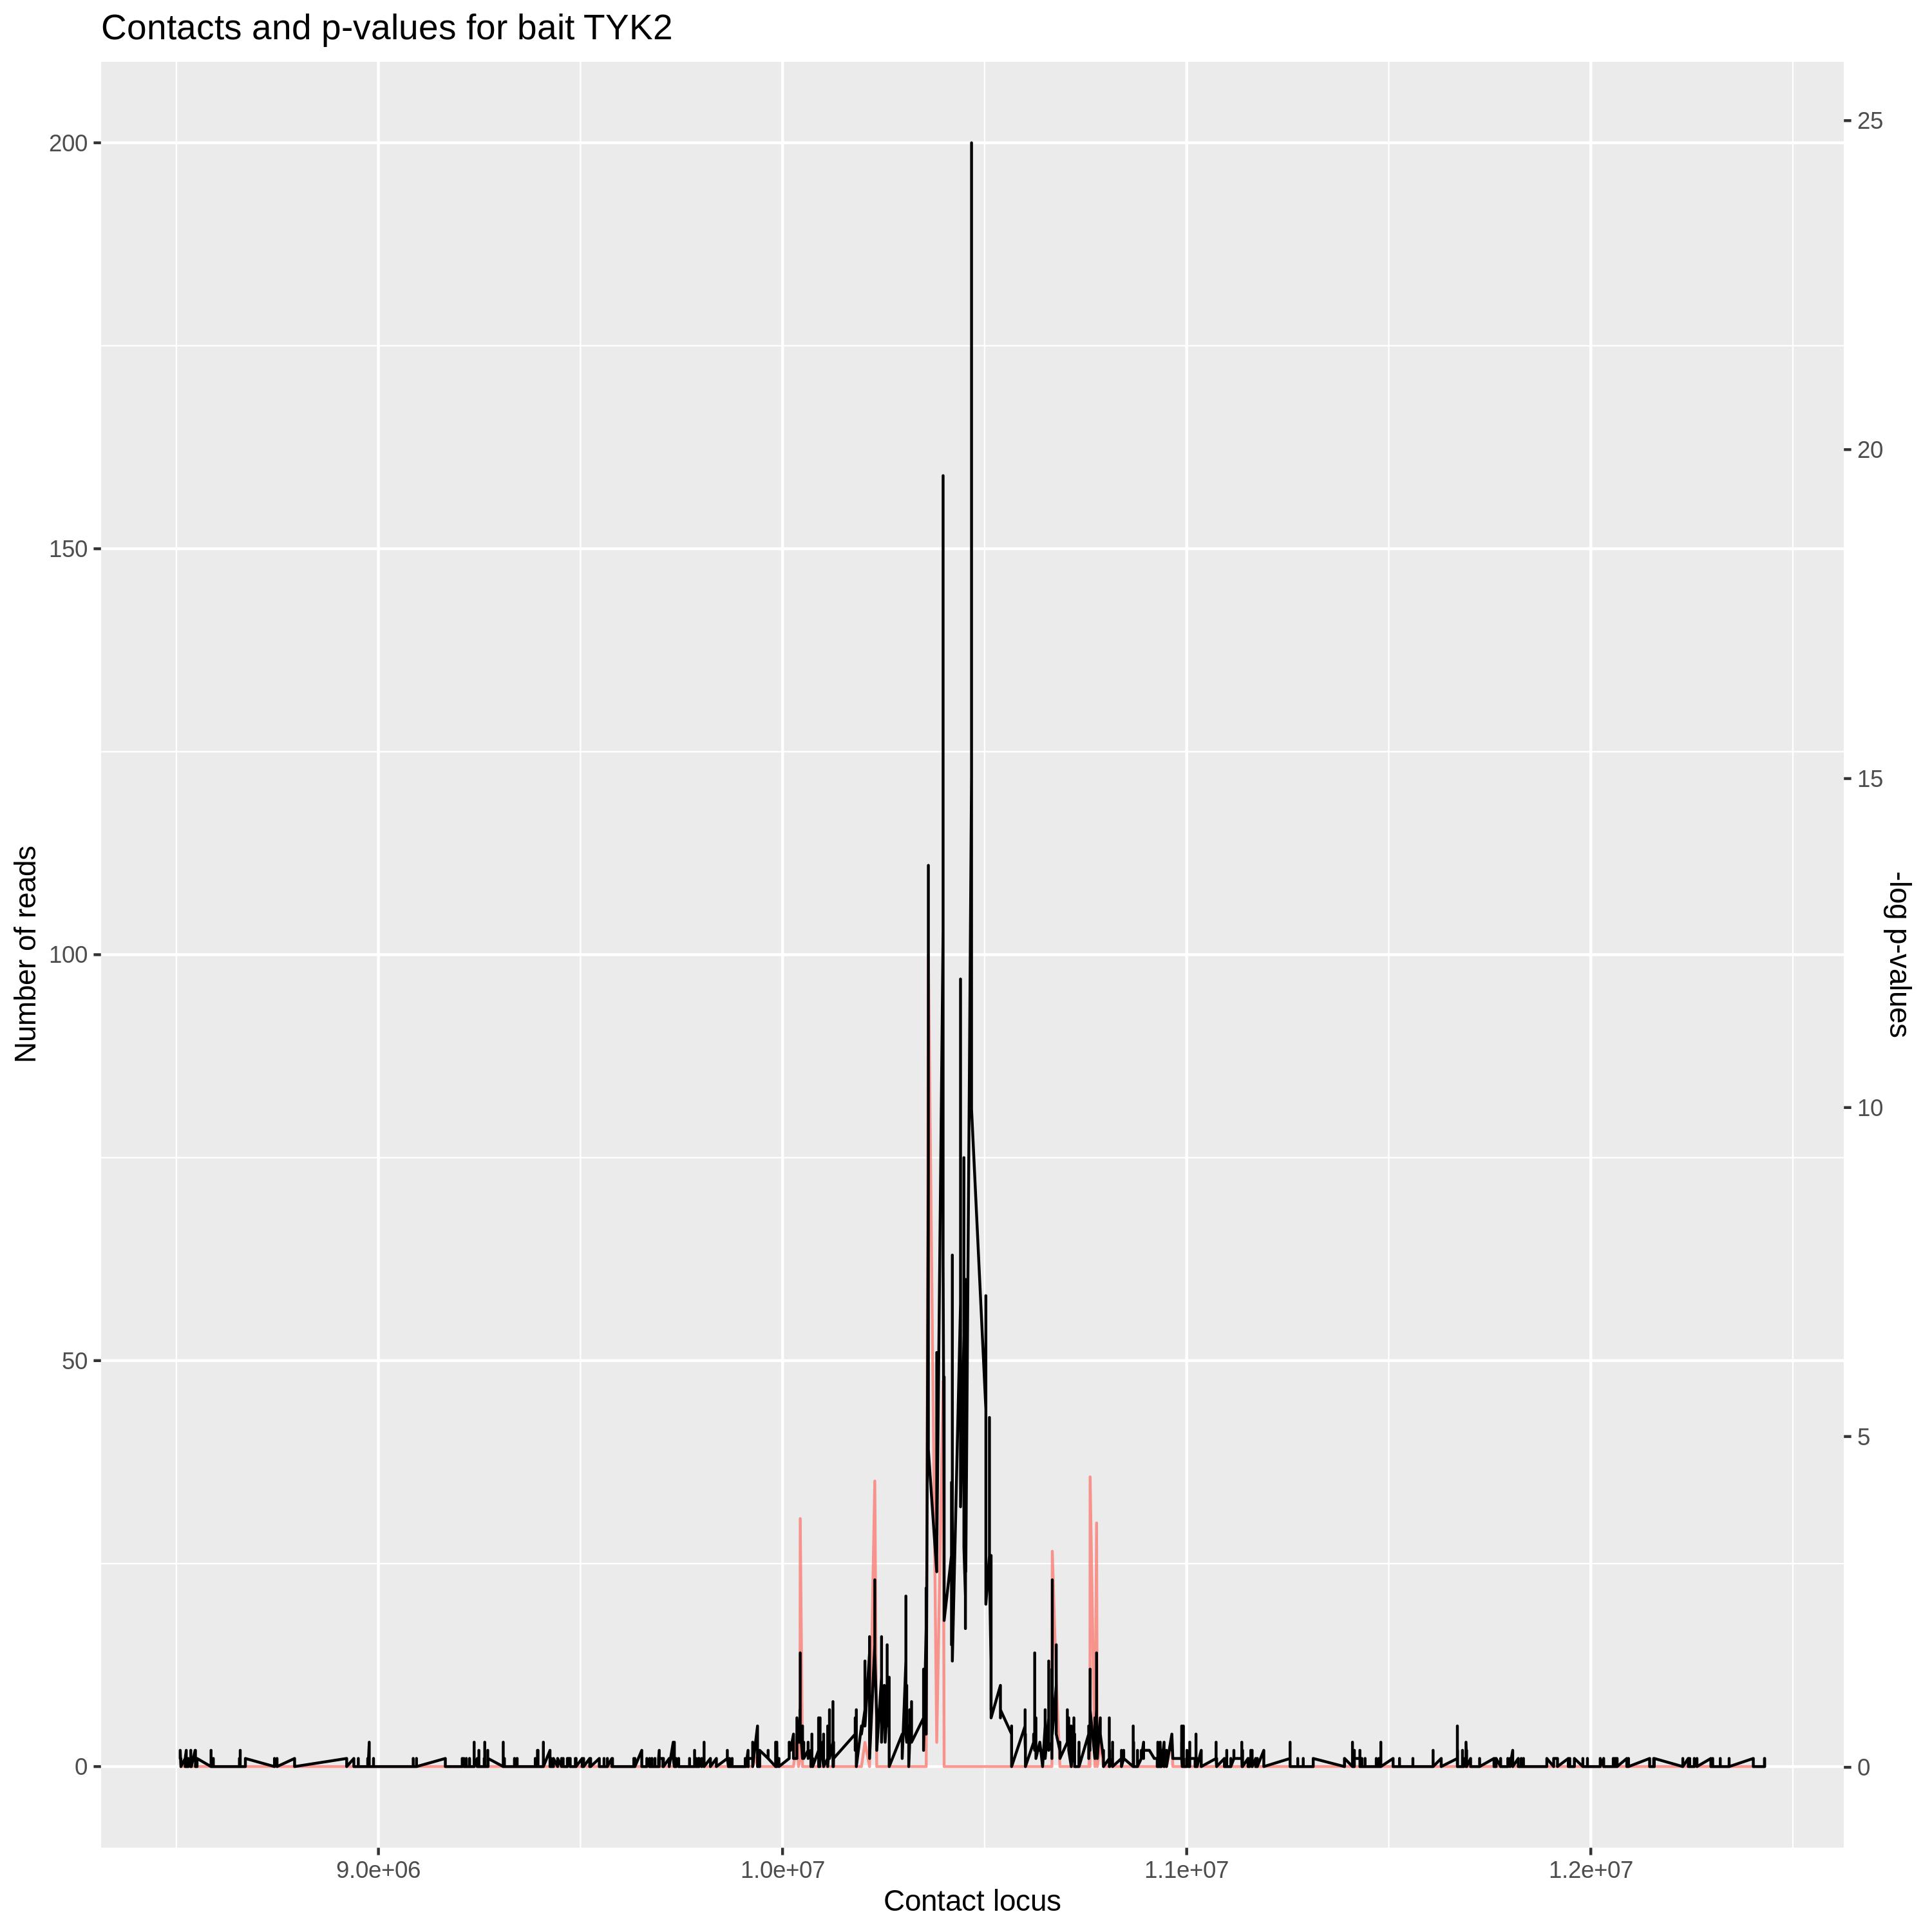 Contacts and p-values for bait TYK2
200
150
100
50
0
Number of reads
25
20
15
10
5
0
-log p-values
9.0e+06
1.0e+07
1.1e+07
1.2e+07
Contact locus